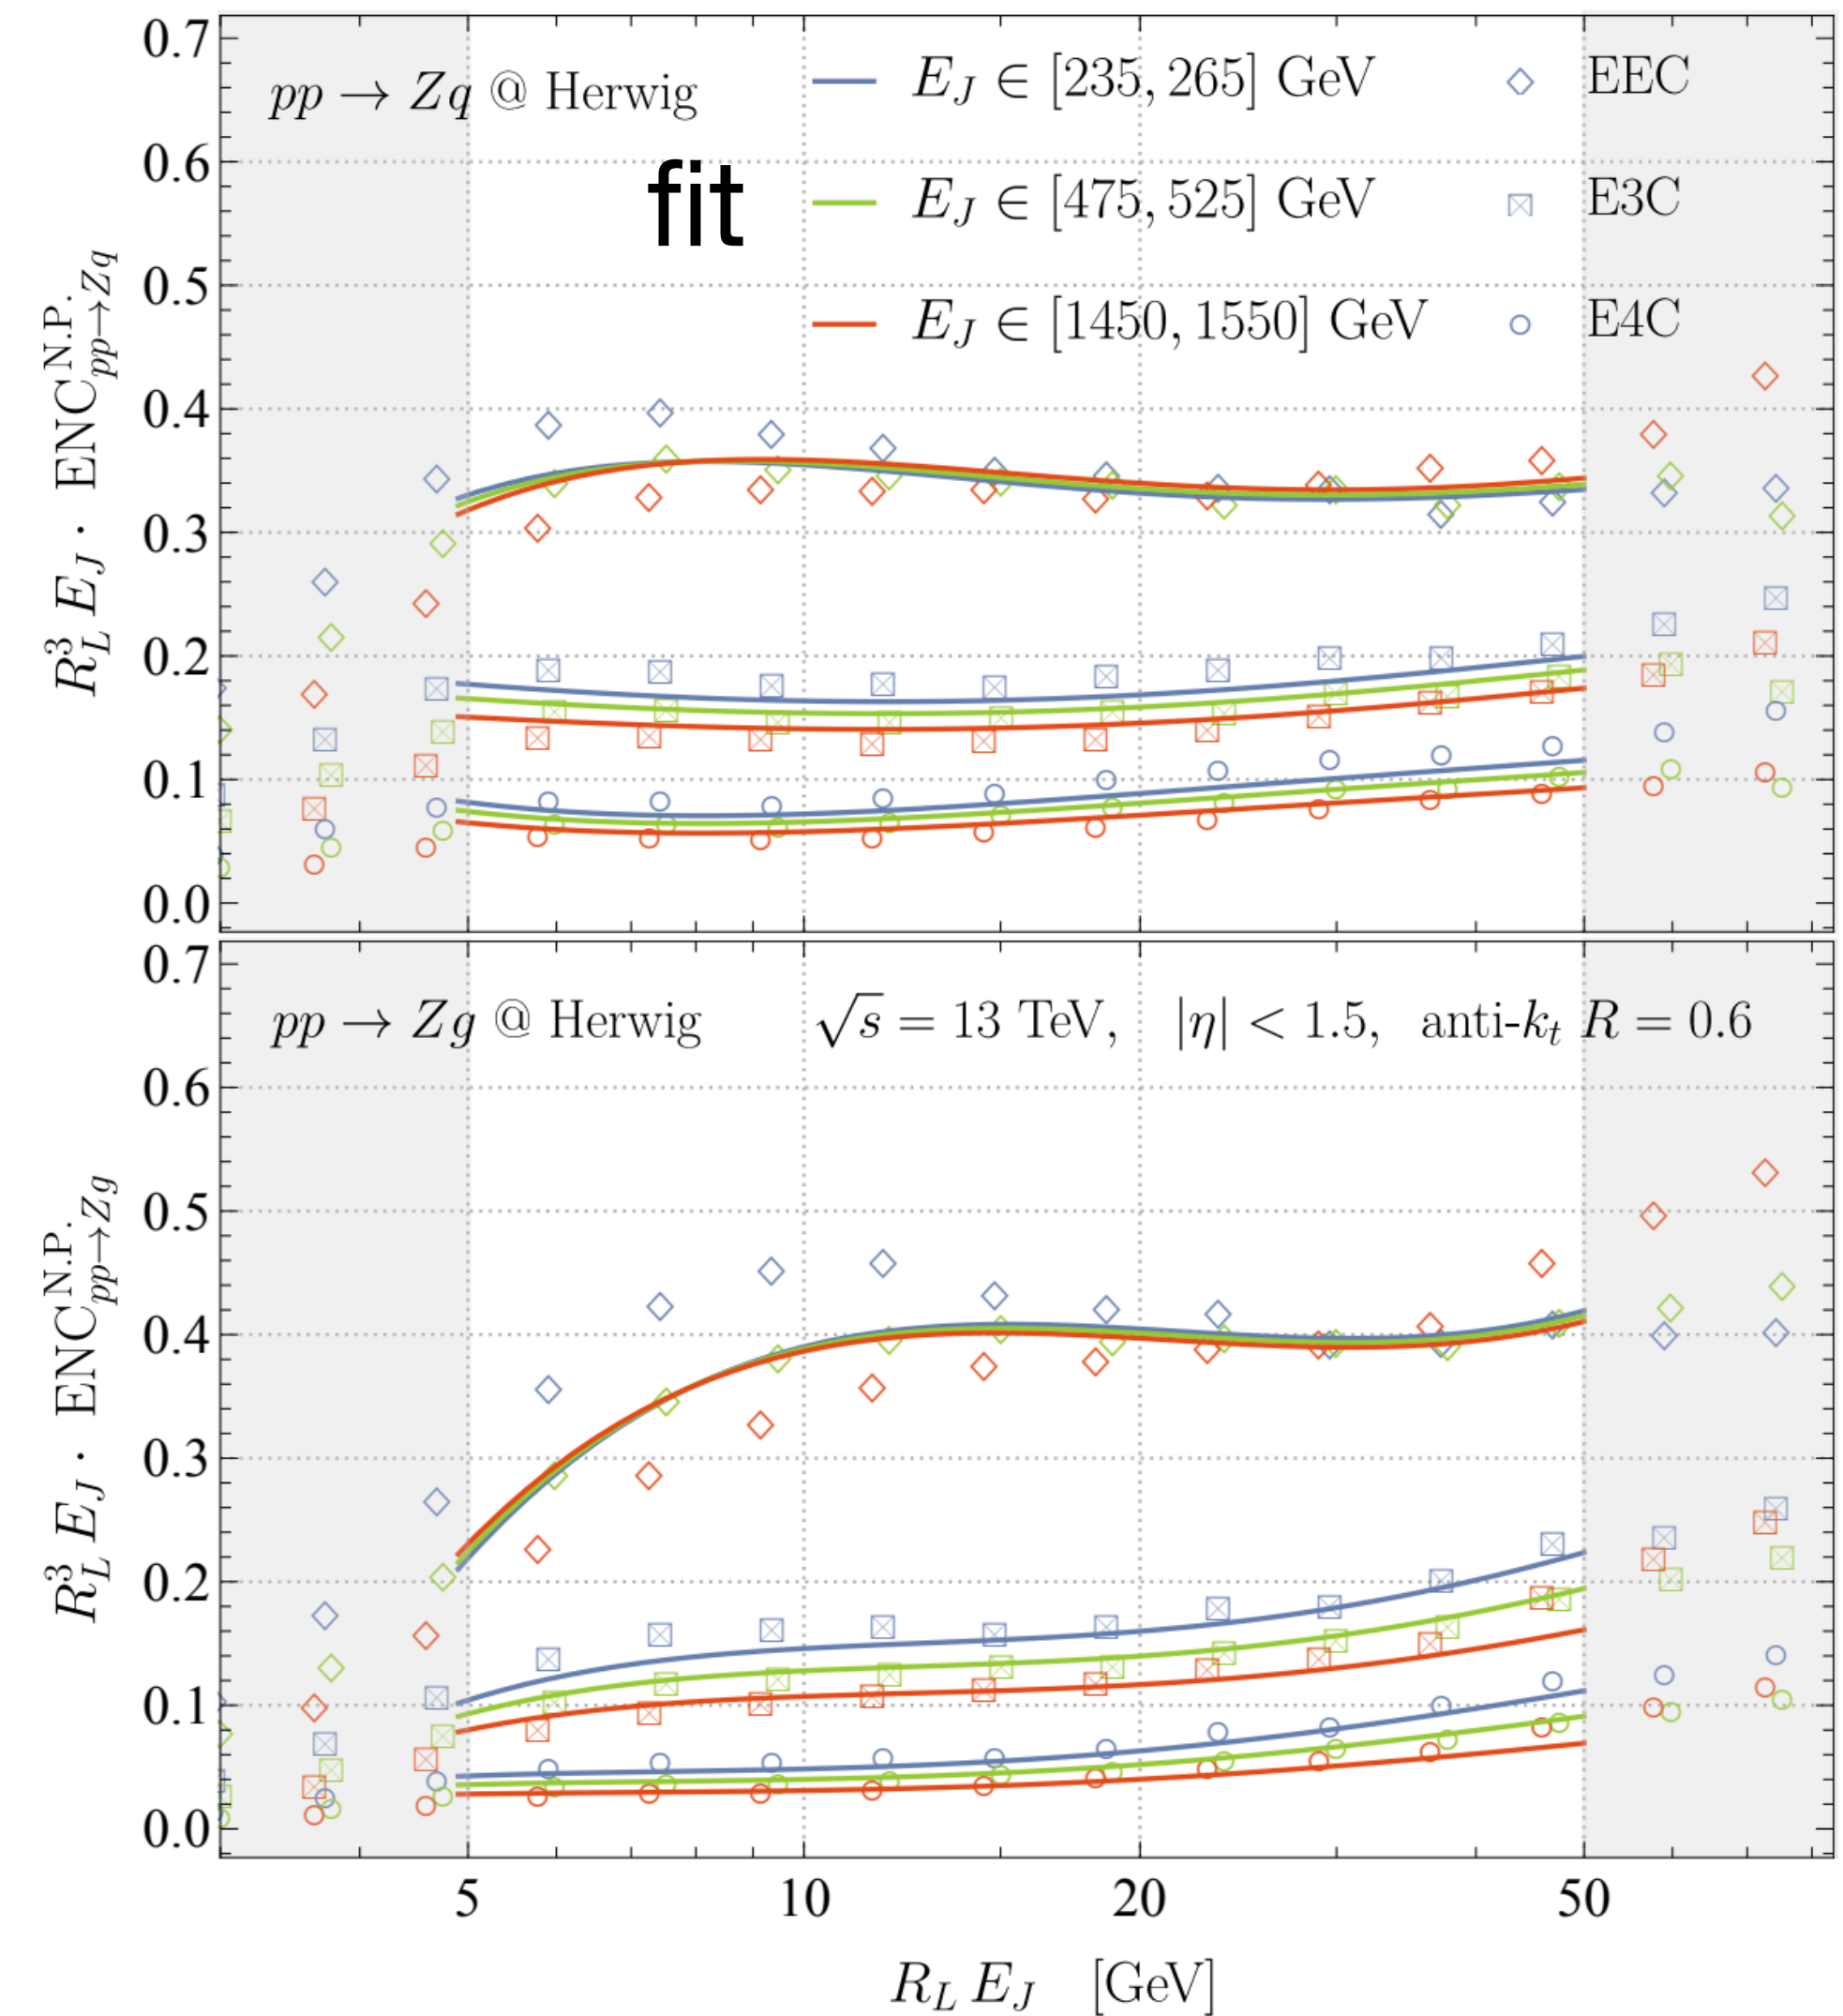 0.7
pp → Zq @ Herwig
E_J ∈ [235, 265] GeV
EEC
0.6
fit
E_J ∈ [475, 525] GeV
E3C
0.5
E_J ∈ [1450, 1550] GeV
E4C
0.4
0.3
0.2
0.1
0.0
R_L^3 E_J · ENC^{N.P.}_{pp→Zq}
0.7
pp → Zg @ Herwig
√s = 13 TeV, |η| < 1.5, anti-k_t R = 0.6
0.6
0.5
0.4
0.3
0.2
0.1
0.0
R_L^3 E_J · ENC^{N.P.}_{pp→Zg}
5 10 20 50
R_L E_J [GeV]